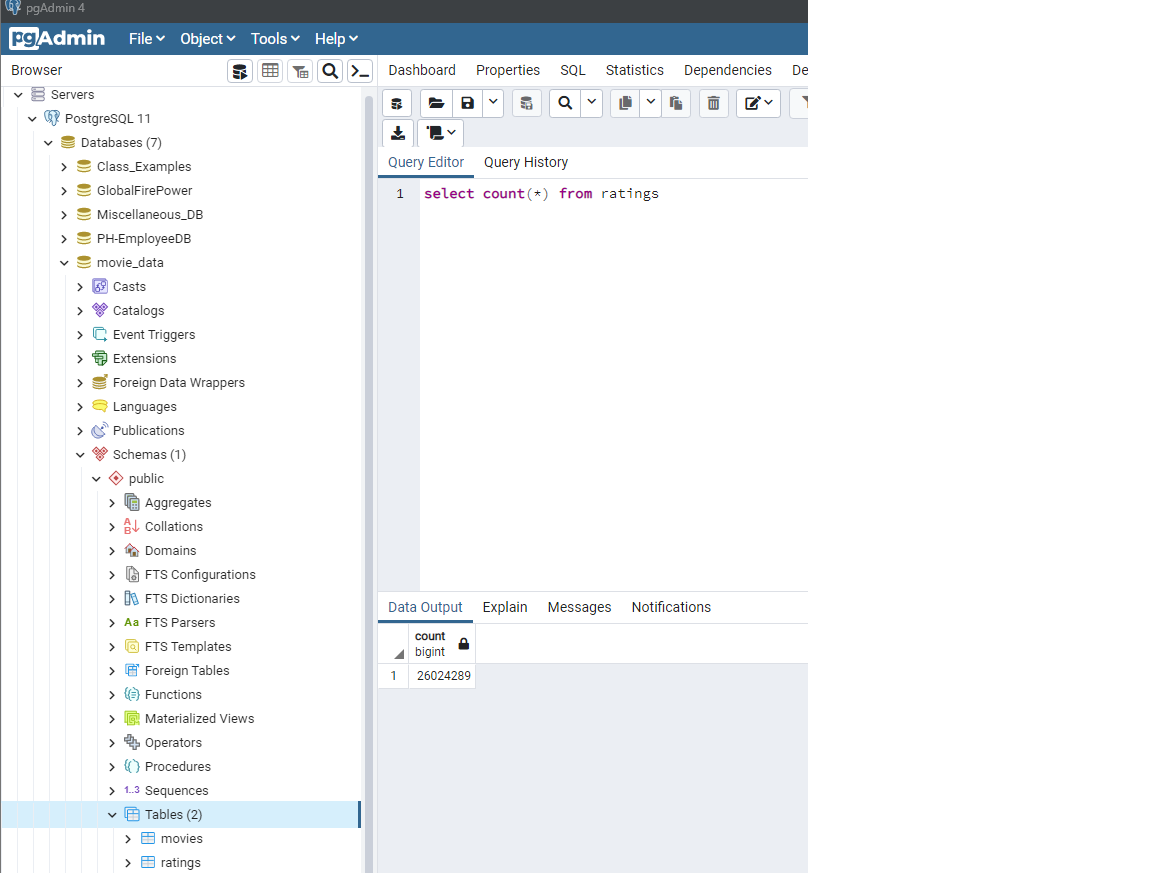 pgAdmin 4
pgAdmin File Object Tools Help
Browser
Dashboard Properties SQL Statistics Dependencies De
Servers
PostgreSQL 11
Databases (7)
Class_Examples
GlobalFirePower
Miscellaneous_DB
PH-EmployeeDB
movie_data
Casts
Catalogs
Event Triggers
Extensions
Foreign Data Wrappers
Languages
Publications
Schemas (1)
public
Aggregates
Collations
Domains
FTS Configurations
FTS Dictionaries
Aa FTS Parsers
FTS Templates
Foreign Tables
Functions
Materialized Views
Operators
Procedures
1..3 Sequences
Tables (2)
movies
ratings
Query Editor Query History
1 select count(*) from ratings
Data Output Explain Messages Notifications
count
bigint
1 26024289